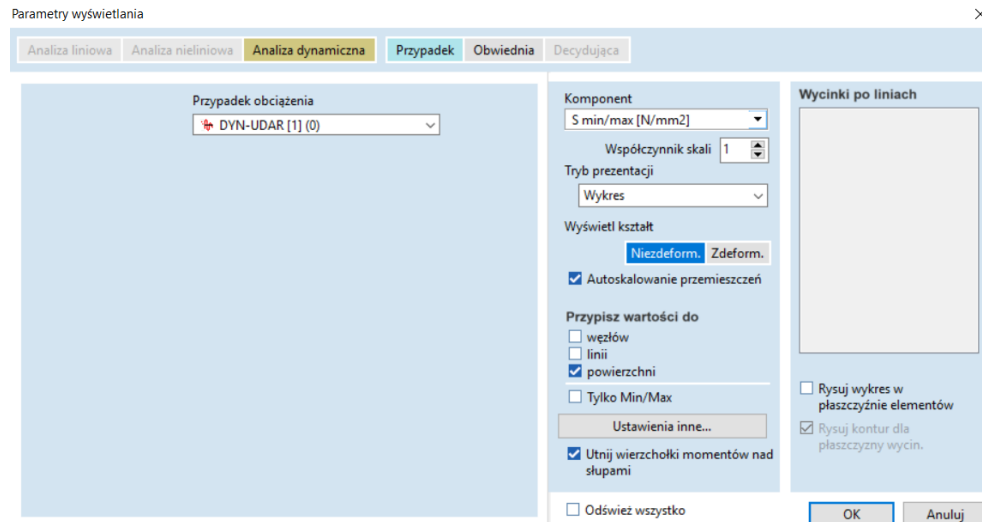 Parametry wyświetlania
Analiza liniowa Analiza nieliniowa Analiza dynamiczna Przypadek Obwiednia Decydująca
Przypadek obciążenia
DYN-UDAR [1] (0)
Komponent
S min/max [N/mm2]
Współczynnik skali 1
Tryb prezentacji
Wykres
Wyświetl kształt
Niezdeform. Zdeform.
Autoskalowanie przemieszczeń
Przypisz wartości do
węzłów
linii
powierzchni
Tylko Min/Max
Ustawienia inne...
Utnij wierzchołki momentów nad
słupami
Odśwież wszystko
Wycinki po liniach
Rysuj wykres w
płaszczyźnie elementów
Rysuj kontur dla
płaszczyzny wycin.
OK Anuluj